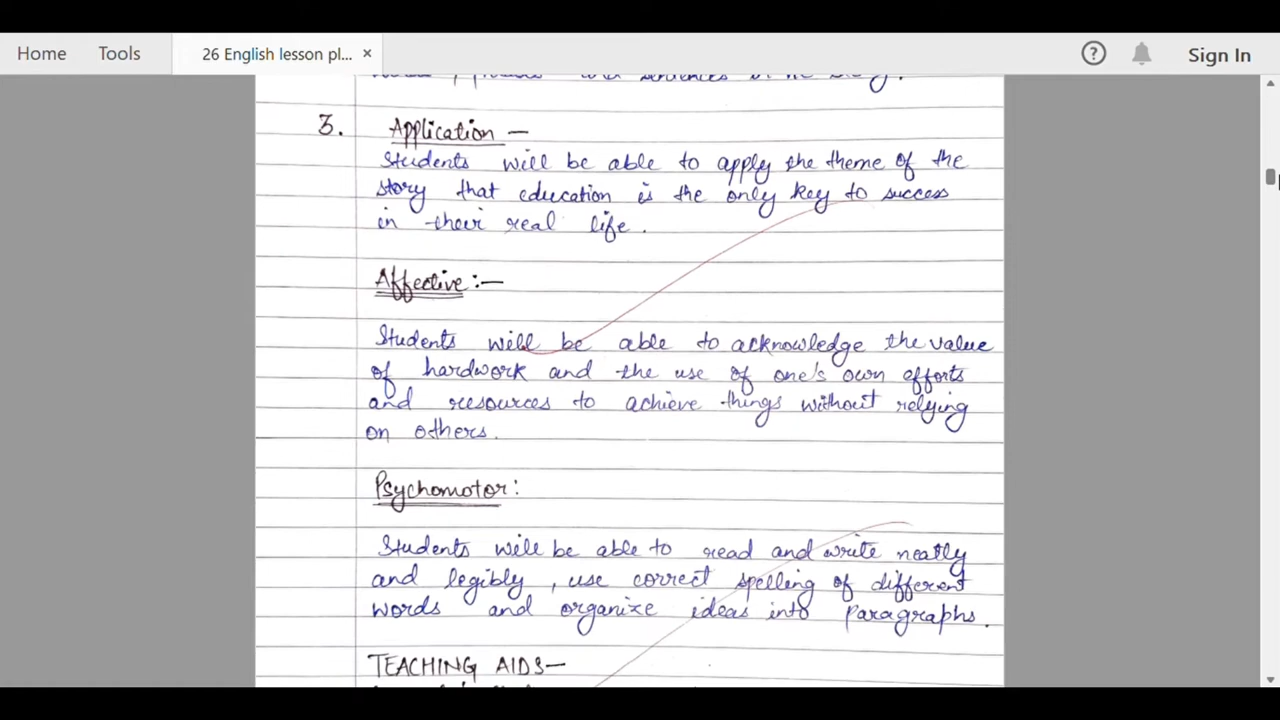 Home Tools 26 English lesson pl... × ? Sign In
sentences in the story.
3. Application —
Students will be able to apply the theme of the
story that education is the only key to success
in their real life.
Affective :—
Students will be able to acknowledge the value
of hardwork and the use of one's own efforts
and resources to achieve things without relying
on others.
Psychomotor:
Students will be able to read and write neatly
and legibly, use correct spelling of different
words and organize ideas into paragraphs.
TEACHING AIDS—